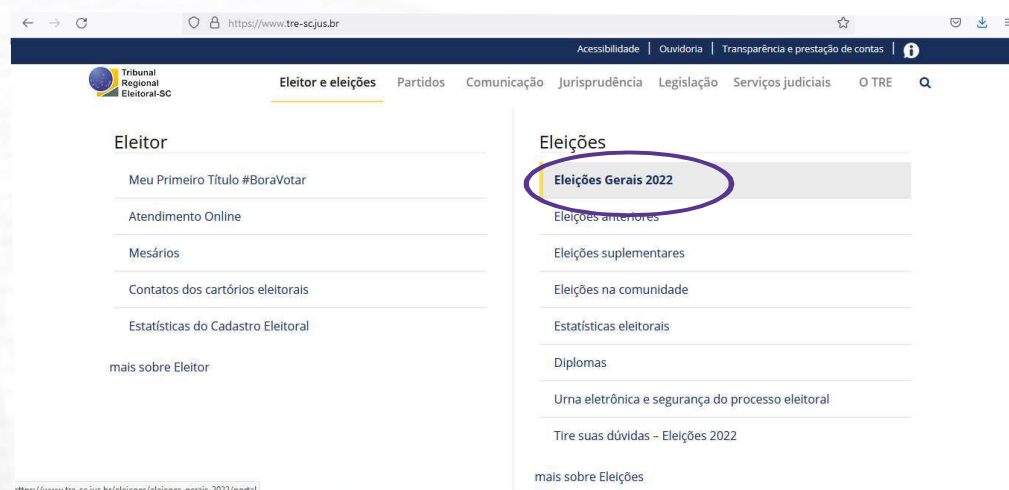 https://www.tre-sc.jus.br
Acessibilidade | Ouvidoria | Transparência e prestação de contas |
Tribunal
Regional
Eleitoral-SC
Eleitor e eleições Partidos Comunicação Jurisprudência Legislação Serviços judiciais O TRE
Eleitor
Meu Primeiro Título #BoraVotar
Atendimento Online
Mesários
Contatos dos cartórios eleitorais
Estatísticas do Cadastro Eleitoral
mais sobre Eleitor
Eleições
Eleições Gerais 2022
Eleições anteriores
Eleições suplementares
Eleições na comunidade
Estatísticas eleitorais
Diplomas
Urna eletrônica e segurança do processo eleitoral
Tire suas dúvidas – Eleições 2022
mais sobre Eleições